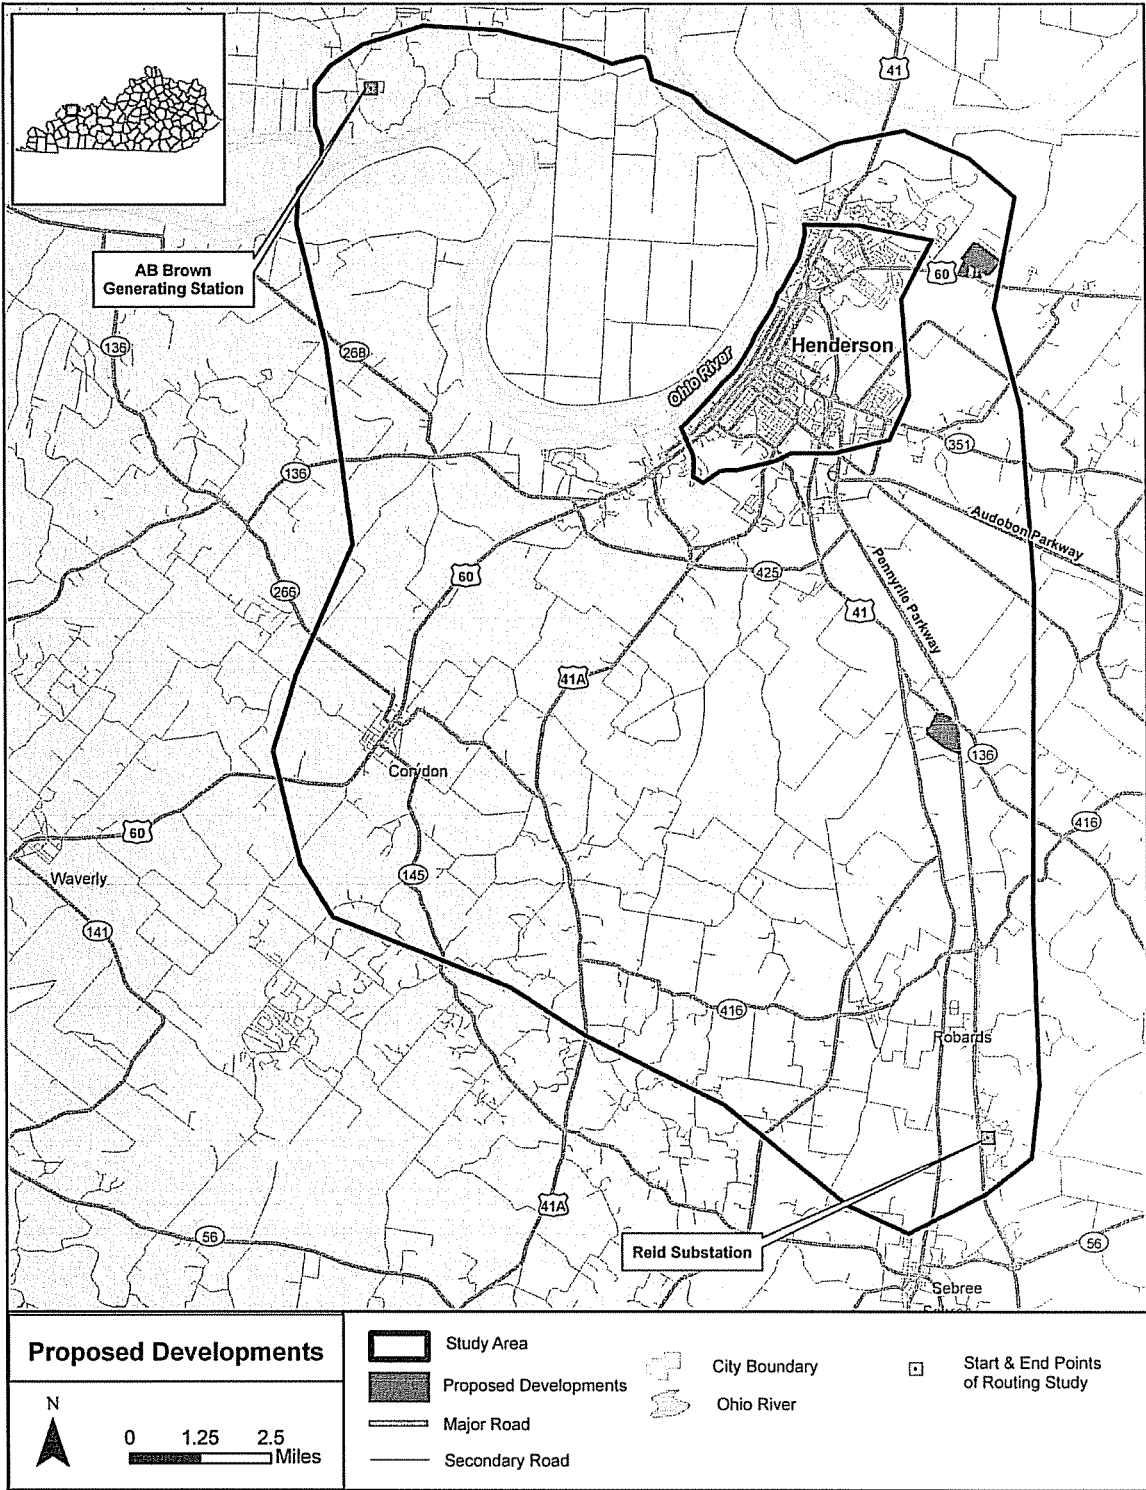 41
AB Brown
Generating Station
60
136
268
Henderson
Ohio River
351
136
Audobon Parkway
60
425
266
Pennyrile Parkway
41
41A
136
Corydon
416
60
145
Waverly
141
416
Robards
41A
56
Reid Substation
56
Sebree
Proposed Developments
N
0 1.25 2.5
Miles
Study Area
Proposed Developments
Major Road
Secondary Road
City Boundary
Ohio River
Start & End Points
of Routing Study